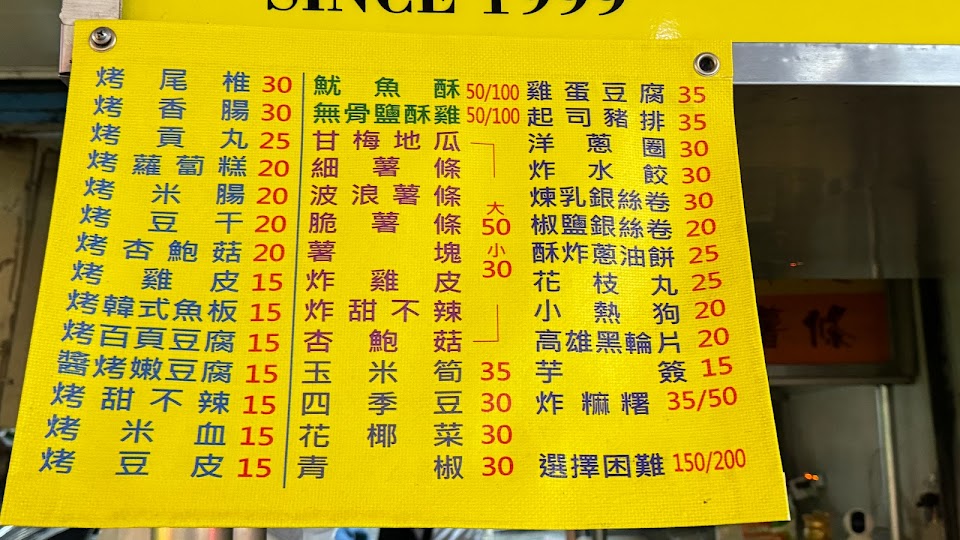 SINCE 1999
烤尾椎 30
烤香腸 30
烤貢丸 25
烤蘿蔔糕 20
烤米腸 20
烤豆干 20
烤杏鮑菇 20
烤雞皮 15
烤韓式魚板 15
烤百頁豆腐 15
醬烤嫩豆腐 15
烤甜不辣 15
烤米血 15
烤豆皮 15
魷魚酥 50/100
無骨鹽酥雞 50/100
甘梅地瓜
細薯條
波浪薯條
脆薯條
薯塊
炸雞皮
炸甜不辣
杏鮑菇
大
50
小
30
玉米筍 35
四季豆 30
花椰菜 30
青椒 30
雞蛋豆腐 35
起司豬排 35
洋蔥圈 30
炸水餃 30
煉乳銀絲卷 30
椒鹽銀絲卷 20
酥炸蔥油餅 25
花枝丸 25
小熱狗 20
高雄黑輪片 20
芋簽 15
炸麻糬 35/50
選擇困難 150/200
薯條